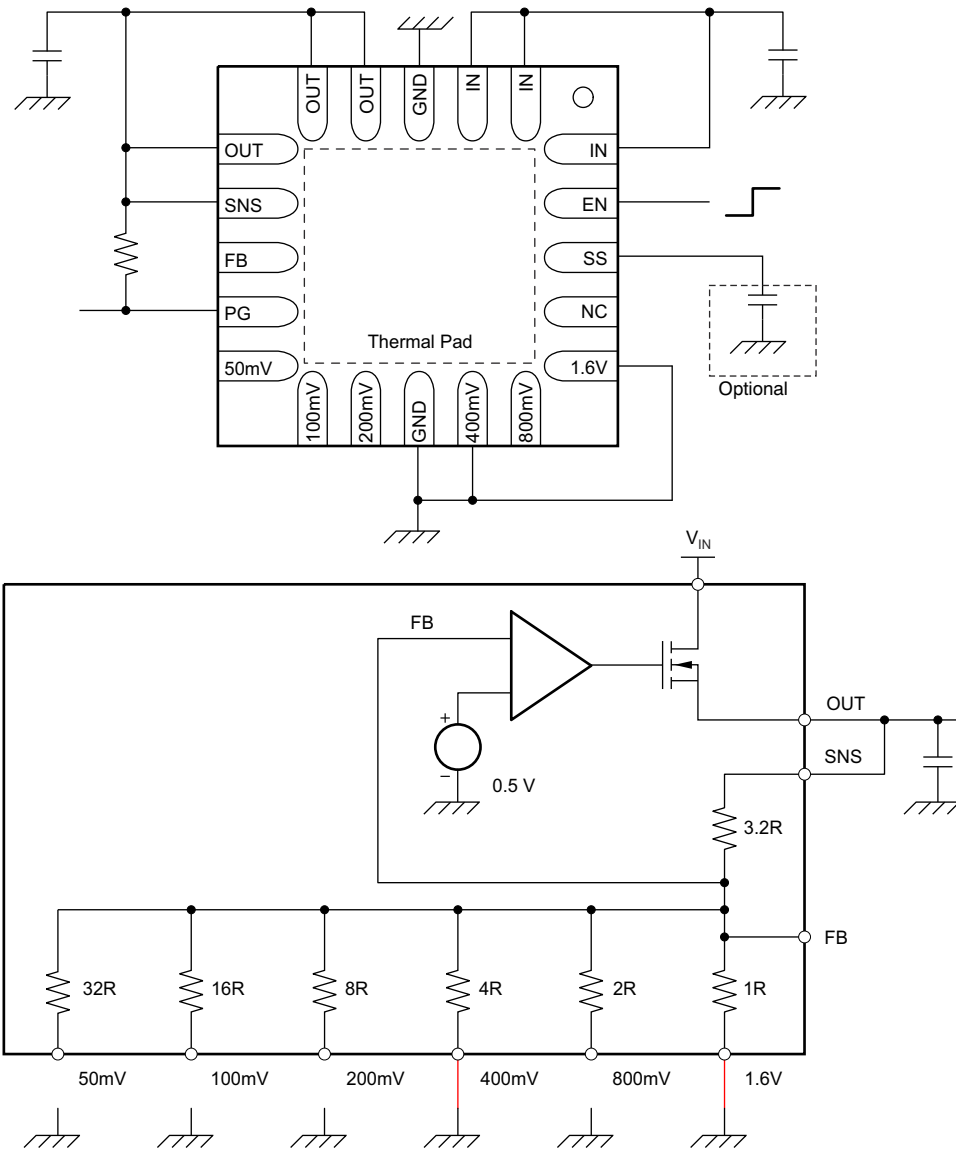 OUT
OUT
GND
IN
IN
OUT
SNS
FB
PG
50mV
IN
EN
SS
NC
1.6V
Thermal Pad
100mV
200mV
GND
400mV
800mV
Optional
VIN
FB
+
−
0.5 V
OUT
SNS
3.2R
FB
32R
16R
8R
4R
2R
1R
50mV
100mV
200mV
400mV
800mV
1.6V